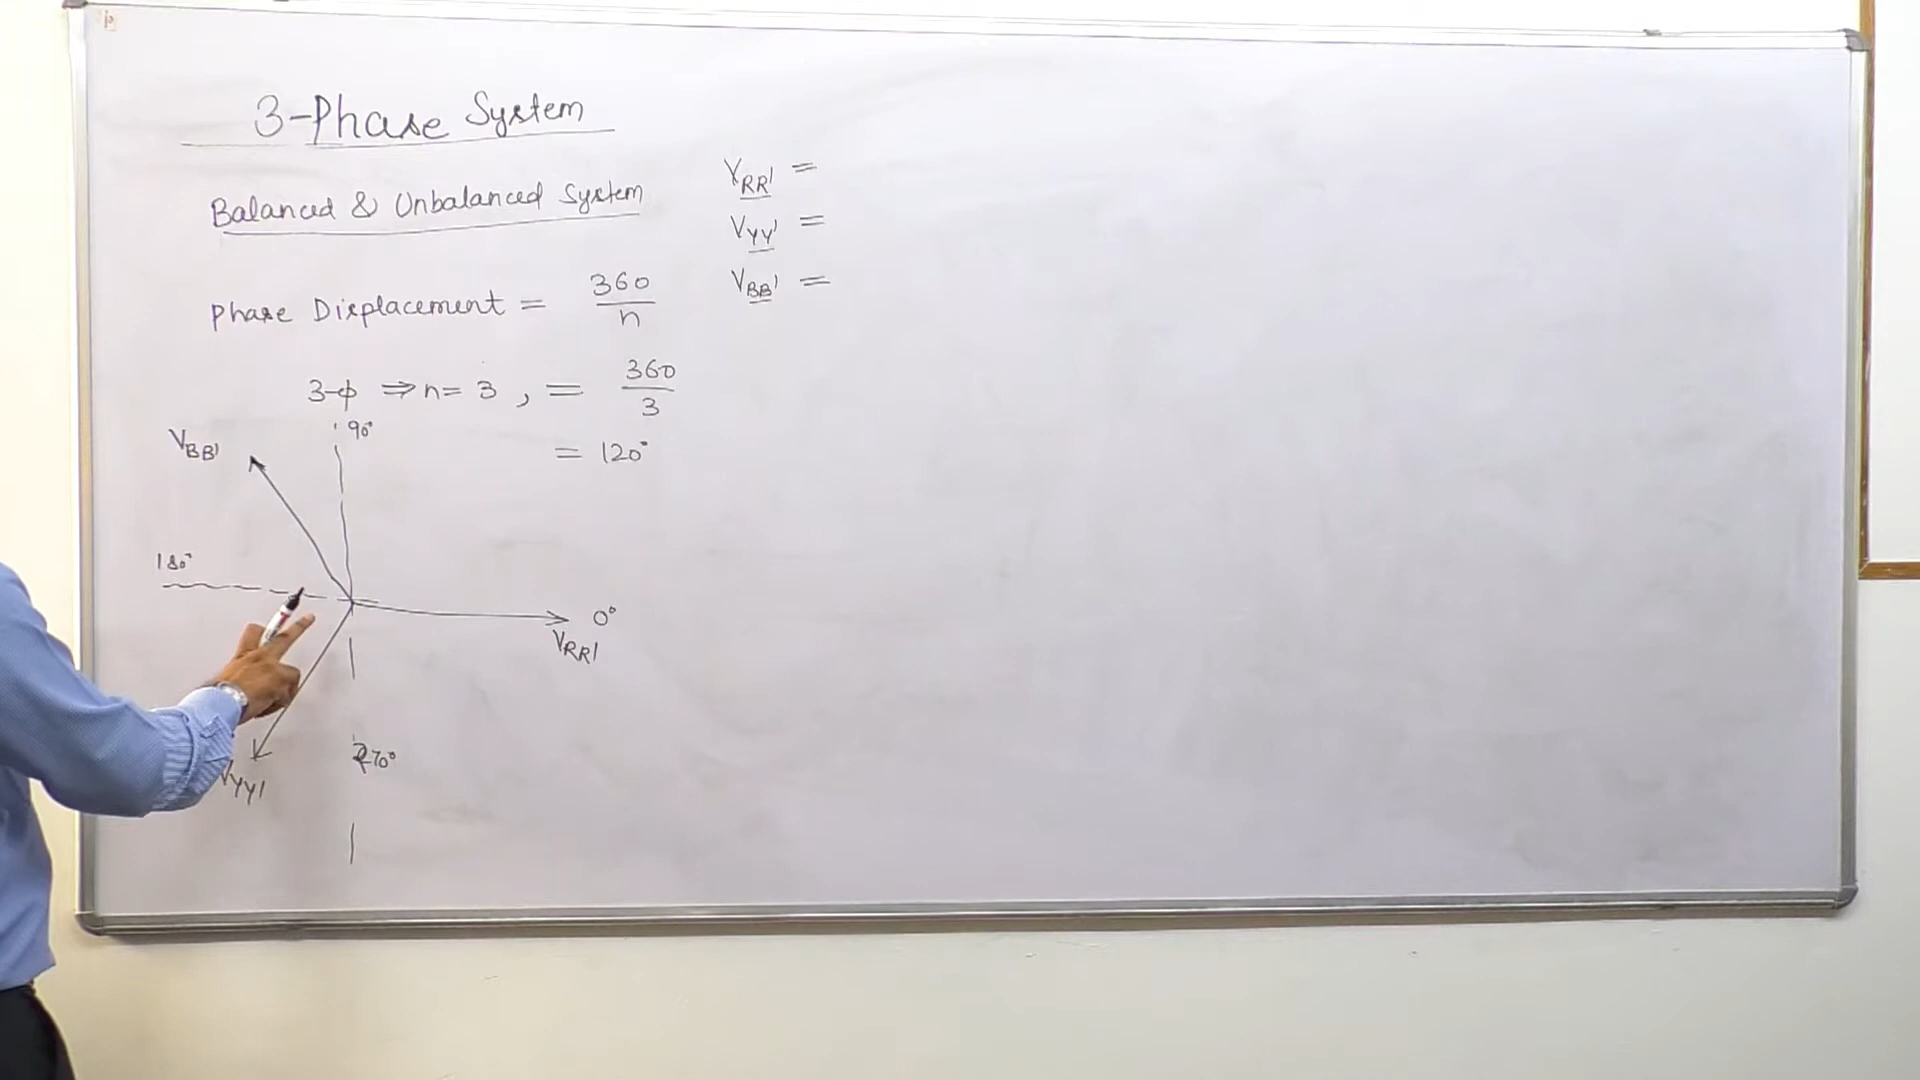 3-Phase System
Balanced & Unbalanced System
Phase Displacement = 360/n
3-ϕ ⇒ n= 3 , = 360/3
= 120°
V_RR' =
V_YY' =
V_BB' =
90°
V_BB'
180°
0°
V_RR'
270°
V_YY'